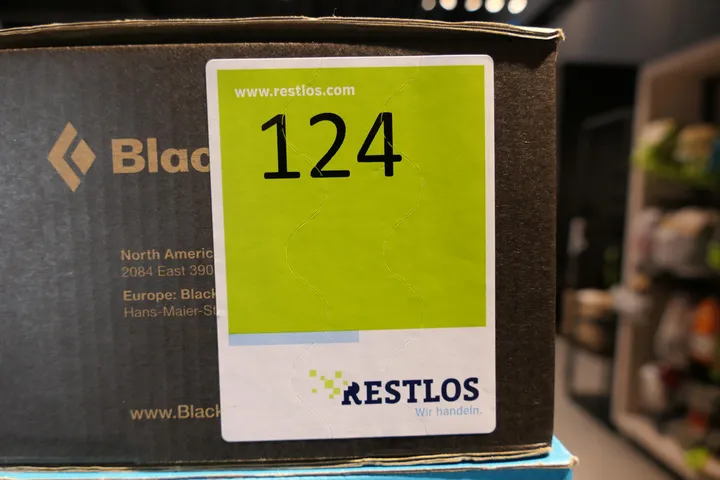 Blac
North Americ
2084 East 390
Europe: Black
Hans-Maier-St
www.Black
www.restlos.com
124
RESTLOS
Wir handeln.